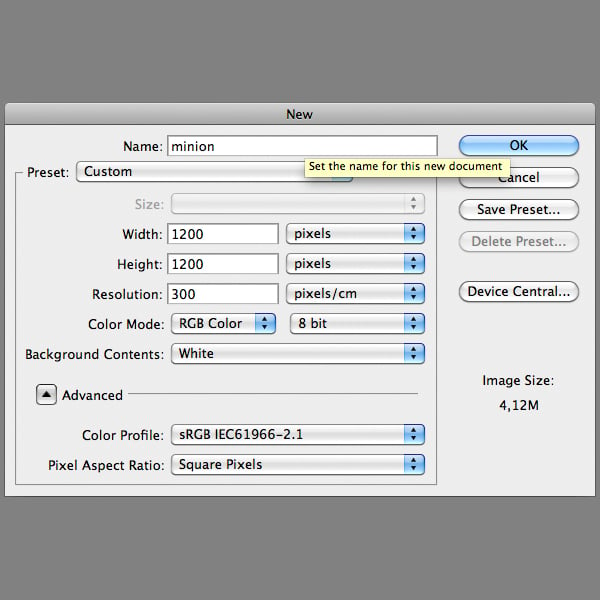 New
Name: minion
OK
Set the name for this new document
Preset: Custom
Cancel
Size:
Save Preset...
Width: 1200 pixels
Delete Preset...
Height: 1200 pixels
Resolution: 300 pixels/cm
Device Central...
Color Mode: RGB Color 8 bit
Background Contents: White
Image Size:
4,12M
Advanced
Color Profile: sRGB IEC61966-2.1
Pixel Aspect Ratio: Square Pixels